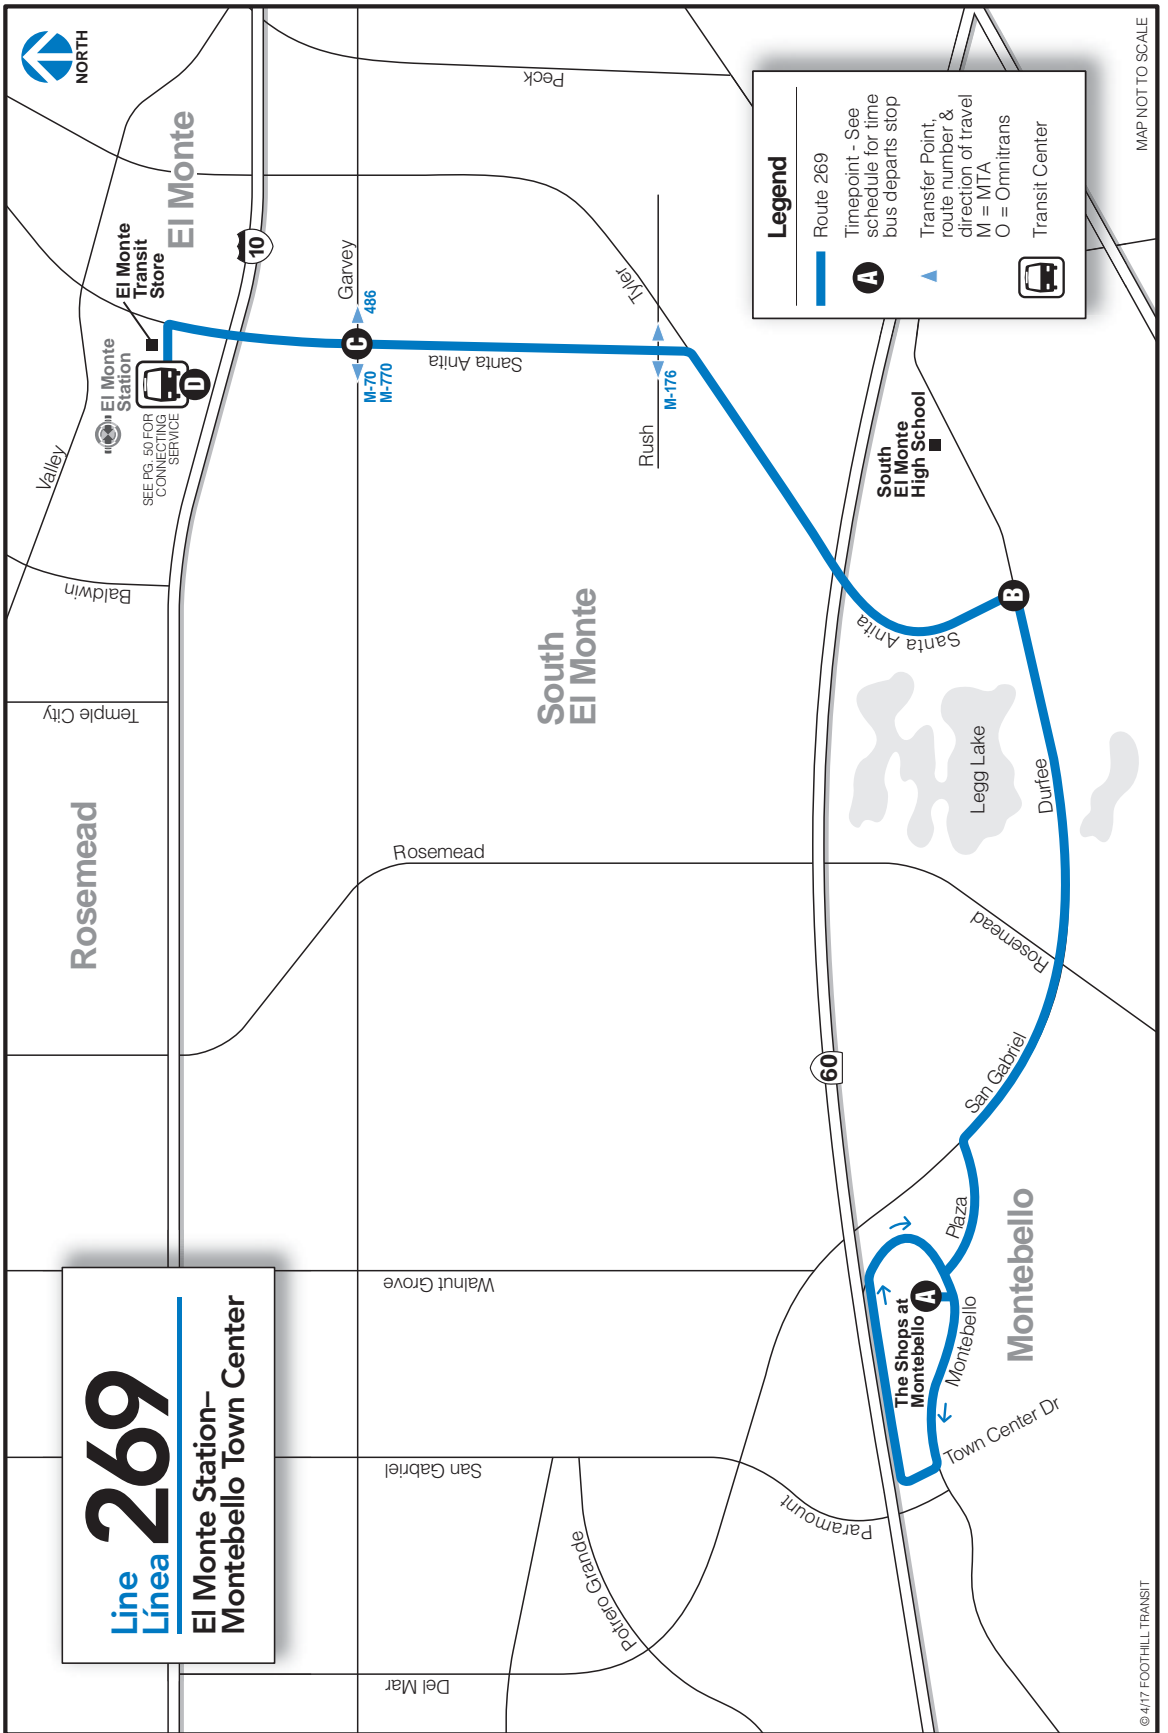 Line
Línea
269
El Monte Station–
Montebello Town Center
NORTH
El Monte
Rosemead
South
El Monte
Montebello
Valley
Baldwin
Temple City
Peck
El Monte
Station
El Monte
Transit
Store
D
SEE PG. 50 FOR
CONNECTING
SERVICE
10
Garvey
C
486
M-70
M-770
Santa Anita
Tyler
Rush
M-176
Rosemead
Walnut Grove
San Gabriel
Del Mar
Potrero Grande
Paramount
60
South
El Monte
High School
B
Santa Anita
Legg Lake
Durfee
Rosemead
San Gabriel
Plaza
The Shops at
Montebello
A
Montebello
Town Center Dr
Legend
Route 269
A
Timepoint - See
schedule for time
bus departs stop
Transfer Point,
route number &
direction of travel
M = MTA
O = Omnitrans
Transit Center
MAP NOT TO SCALE
© 4/17 FOOTHILL TRANSIT